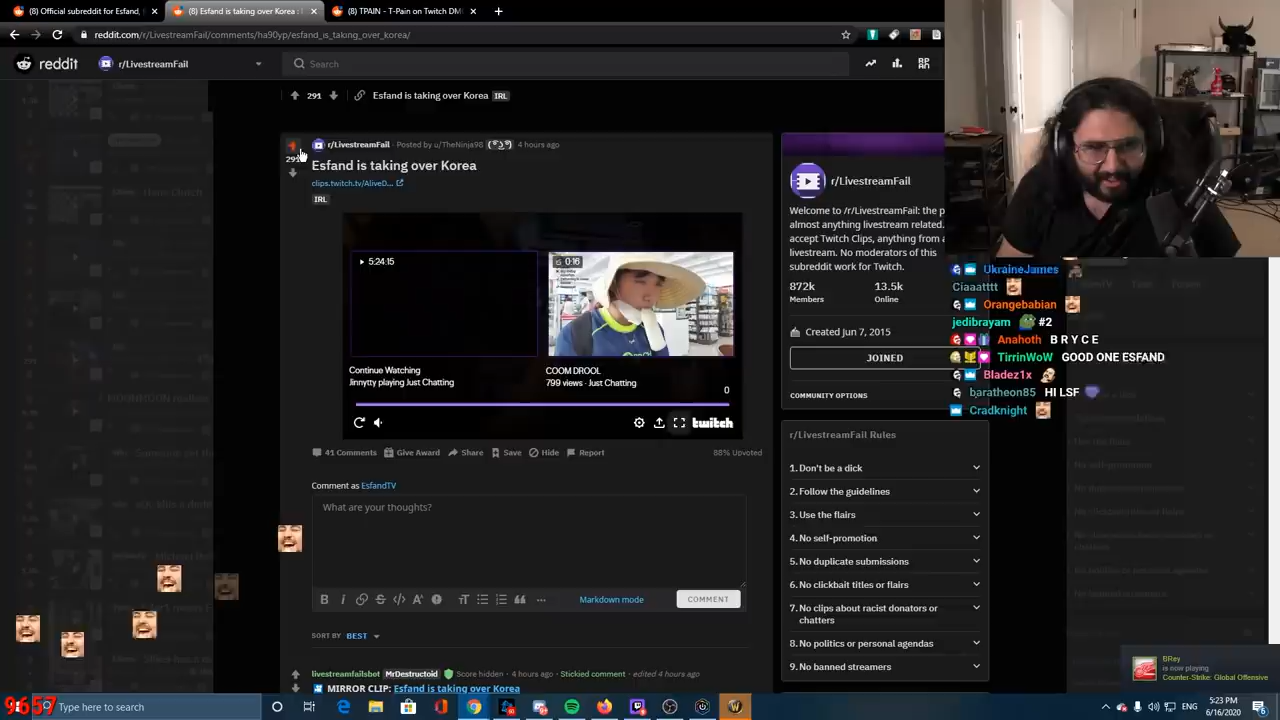 (8) Official subreddit for Esfand,
Esfand is taking over Korea :
(8) TPAIN - T-Pain on Twitch DM
reddit.com/r/LivestreamFail/comments/ha90yp/esfand_is_taking_over_korea/
reddit
r/LivestreamFail
Search
291
Esfand is taking over Korea IRL
r/LivestreamFail · Posted by u/TheNinja98 4 hours ago
Esfand is taking over Korea
clips.twitch.tv/AliveD...
IRL
5:24:15
0:16
Continue Watching
Jinnytty playing Just Chatting
COOM DROOL
799 views · Just Chatting
0
twitch
41 Comments Give Award Share Save Hide Report
88% Upvoted
Comment as EsfandTV
What are your thoughts?
Markdown mode
COMMENT
SORT BY BEST
livestreamfailsbot MrDestructoid Score hidden · 4 hours ago · Stickied comment · edited 4 hours ago
MIRROR CLIP: Esfand is taking over Korea
r/LivestreamFail
Welcome to /r/LivestreamFail: the p
almost anything livestream related.
accept Twitch Clips, anything from a
livestream. No moderators of this
subreddit work for Twitch.
872k
Members
13.5k
Online
Created Jun 7, 2015
JOINED
COMMUNITY OPTIONS
r/LivestreamFail Rules
1. Don't be a dick
2. Follow the guidelines
3. Use the flairs
4. No self-promotion
5. No duplicate submissions
6. No clickbait titles or flairs
7. No clips about racist donators or
chatters
8. No politics or personal agendas
9. No banned streamers
UkraineJames
Ciaaatttt
Orangebabian
jedibrayam #2
Anahoth B R Y C E
TirrinWoW GOOD ONE ESFAND
Bladez1x
baratheon85 HI LSF
Cradknight
BRey
is now playing
Counter-Strike: Global Offensive
9657
Type here to search
ENG
5:23 PM
6/16/2020